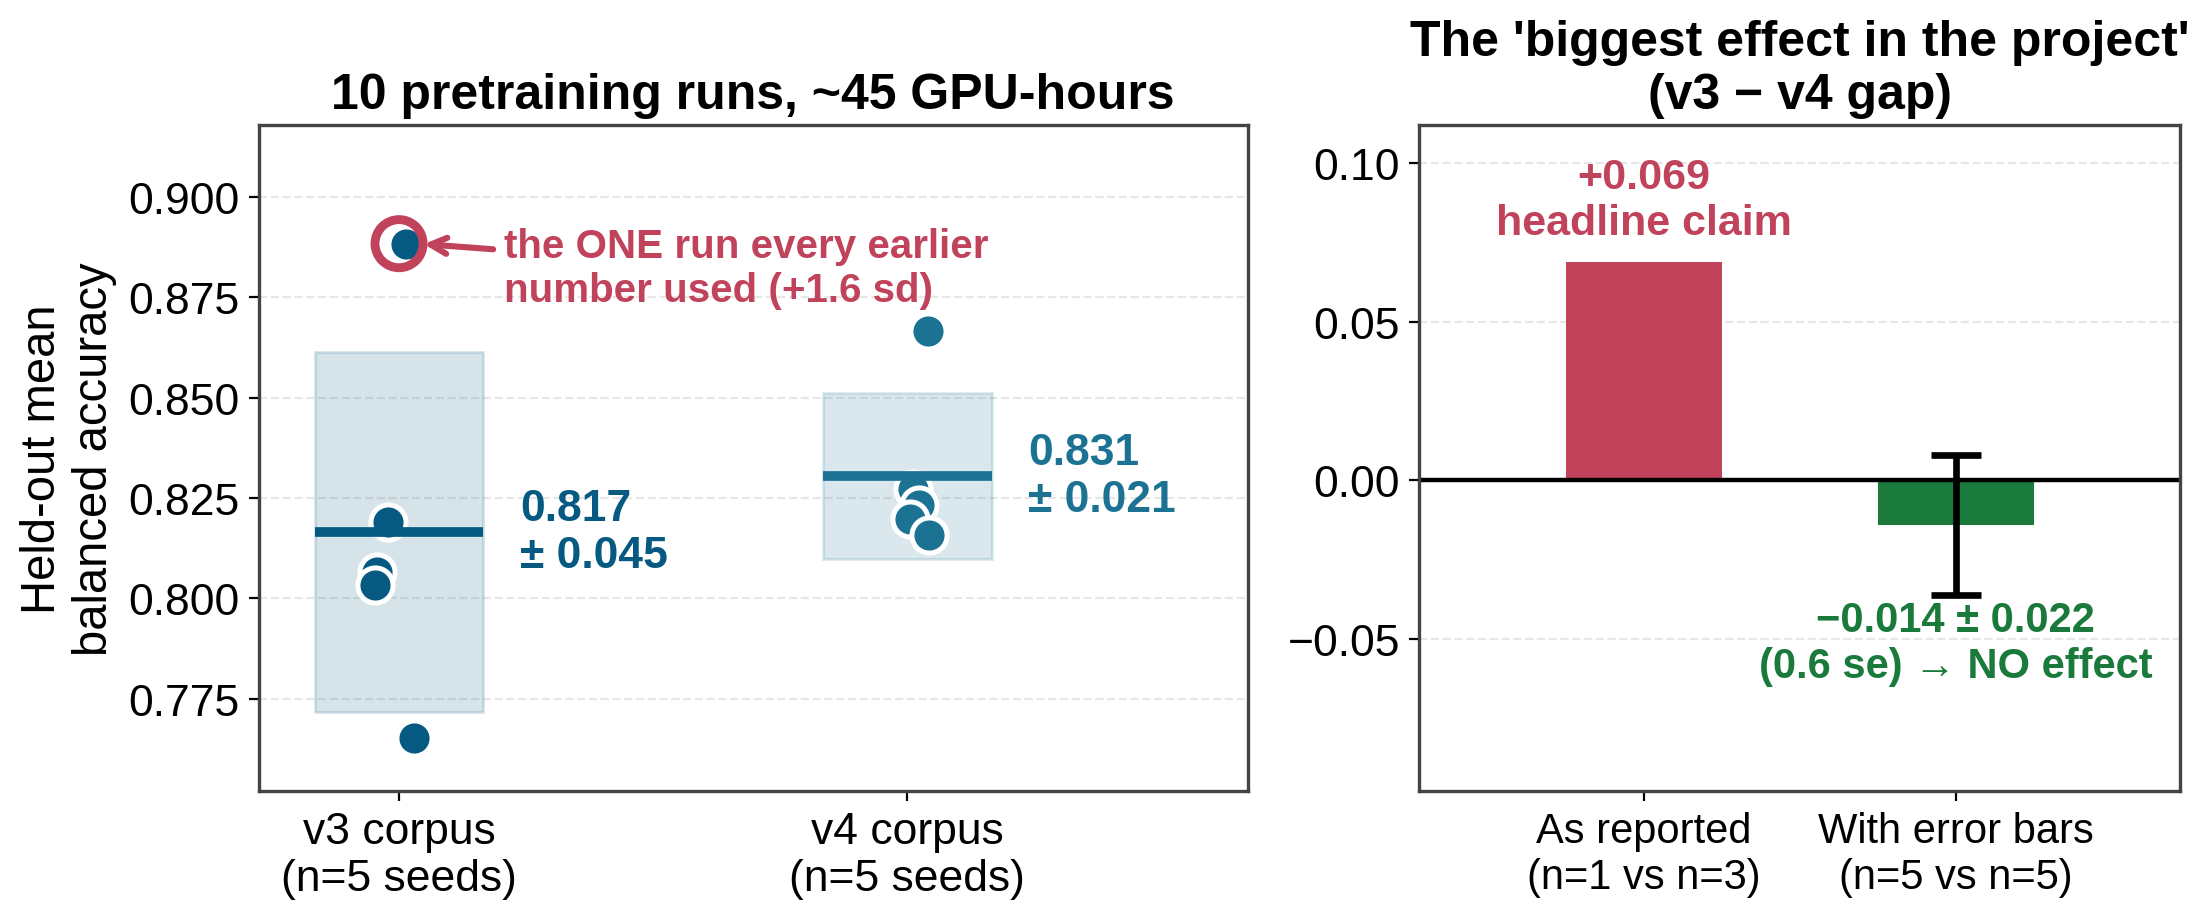 10 pretraining runs, ~45 GPU-hours
Held-out mean
balanced accuracy
0.900
0.875
0.850
0.825
0.800
0.775
the ONE run every earlier
number used (+1.6 sd)
0.817
± 0.045
0.831
± 0.021
v3 corpus
(n=5 seeds)
v4 corpus
(n=5 seeds)
The 'biggest effect in the project'
(v3 − v4 gap)
0.10
0.05
0.00
−0.05
+0.069
headline claim
−0.014 ± 0.022
(0.6 se) → NO effect
As reported
(n=1 vs n=3)
With error bars
(n=5 vs n=5)